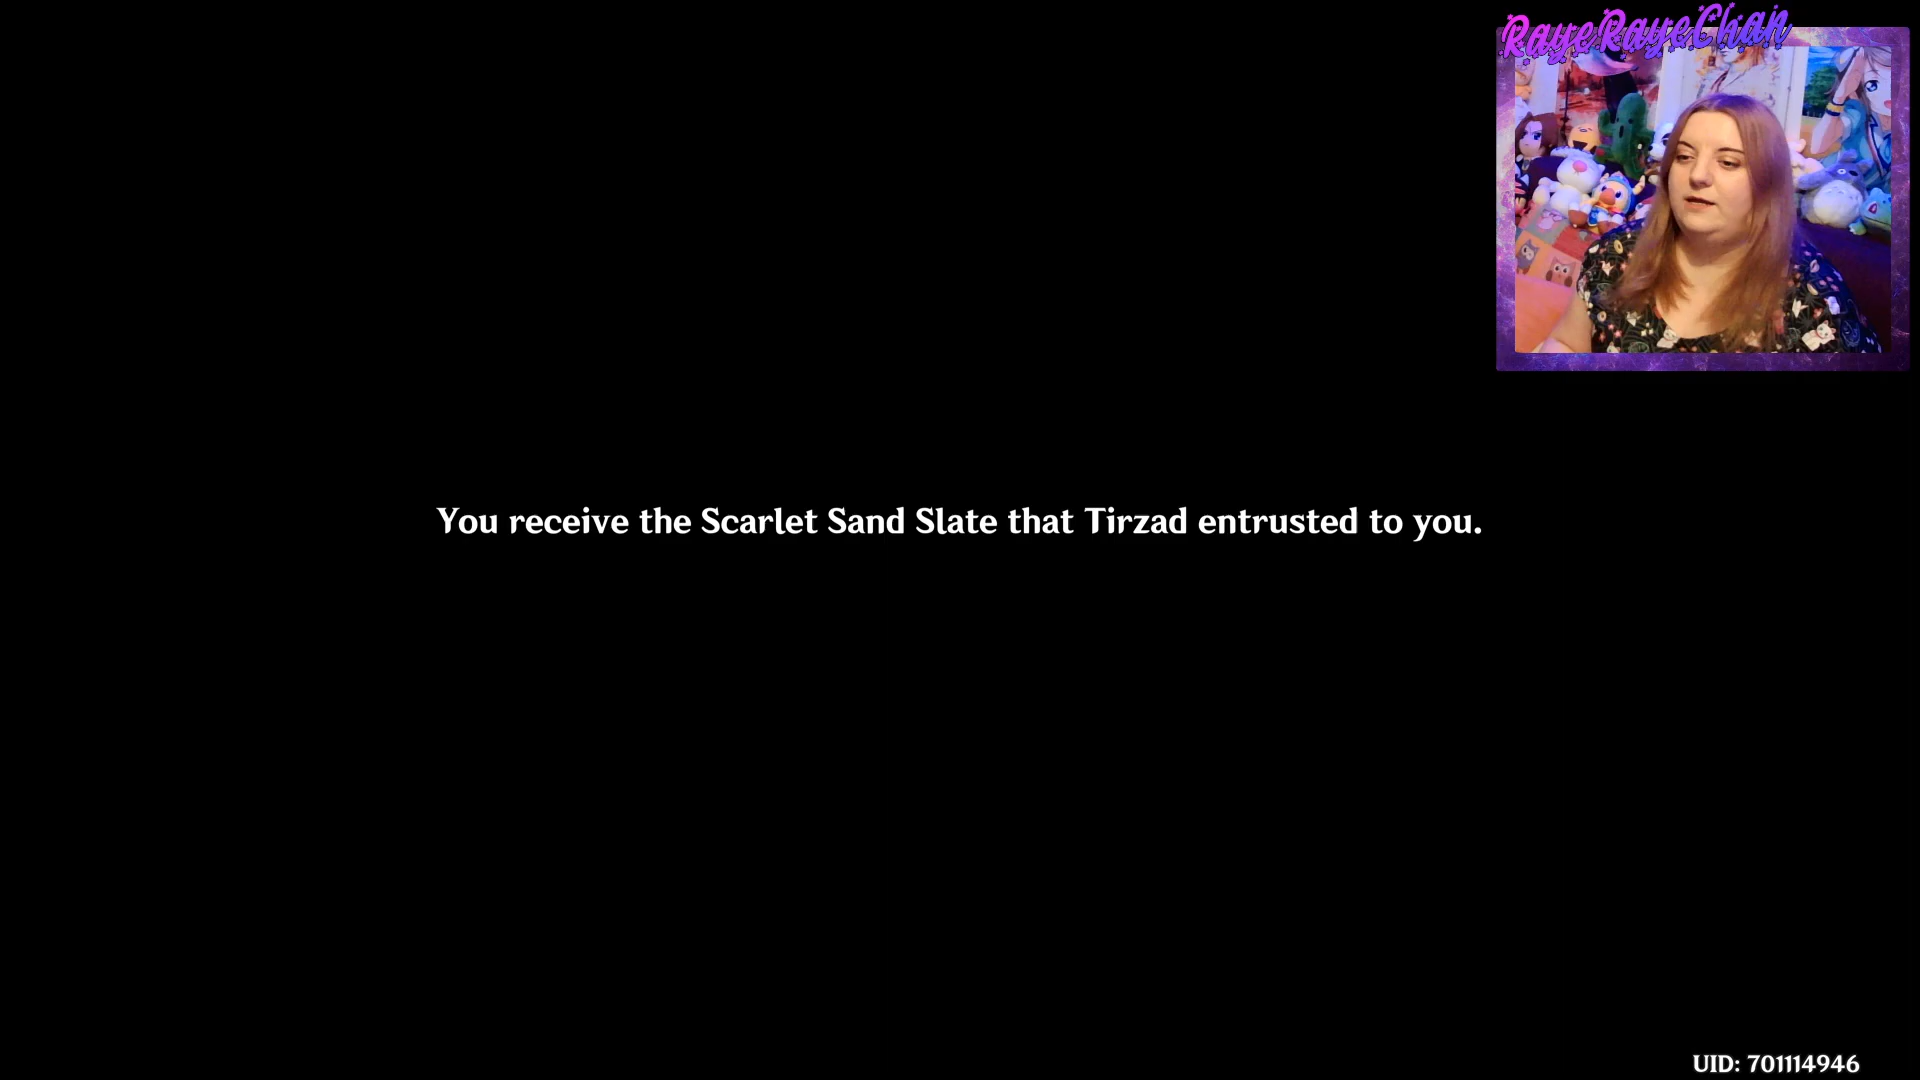 RayeRayeChan
You receive the Scarlet Sand Slate that Tirzad entrusted to you.
UID: 701114946